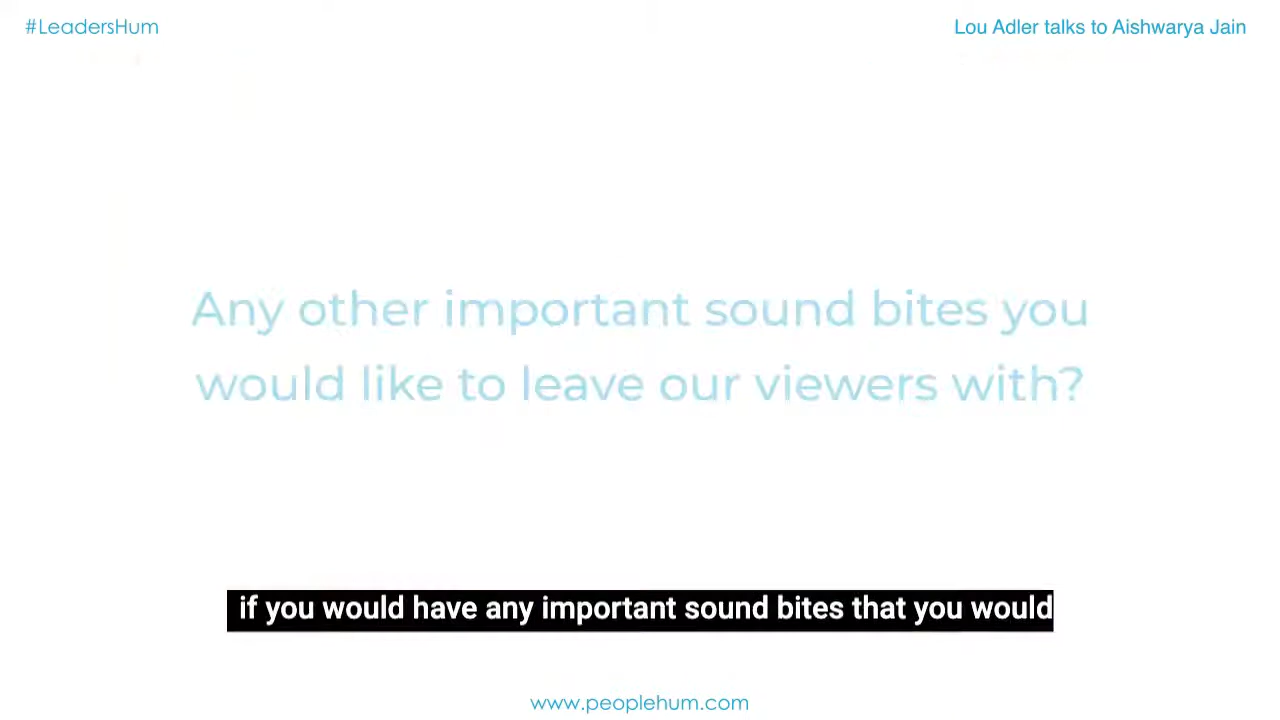 #LeadersHum
Lou Adler talks to Aishwarya Jain
Any other important sound bites you
would like to leave our viewers with?
if you would have any important sound bites that you would
www.peoplehum.com